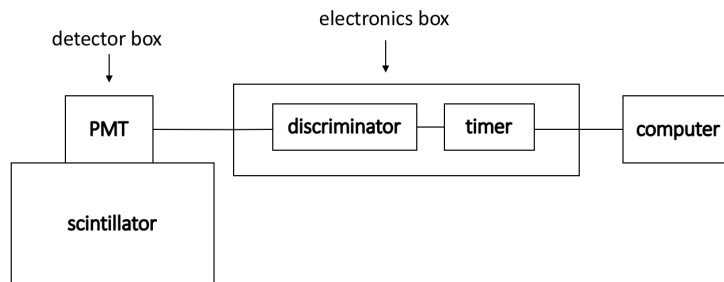 electronics box
detector box
PMT
discriminator
timer
computer
scintillator